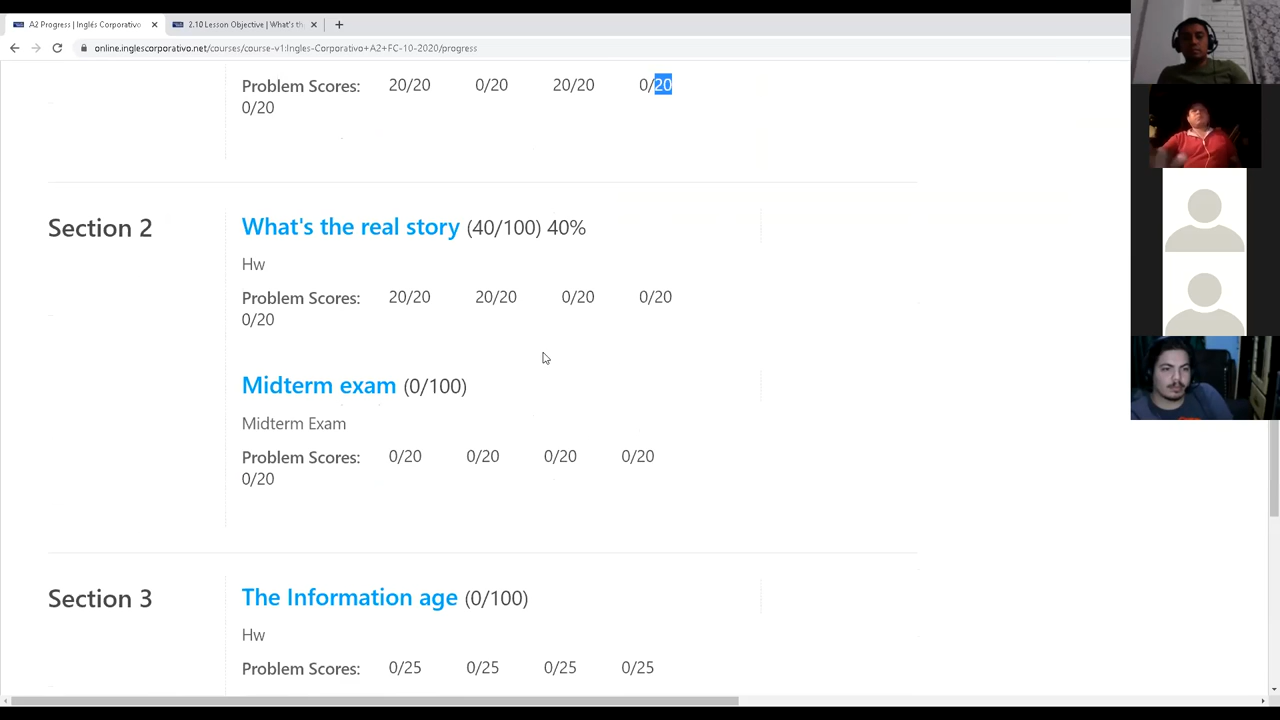 A2 Progress | Inglés Corporativo
2.10 Lesson Objective | "What's th
online.inglescorporativo.net/courses/course-v1:Ingles-Corporativo+A2+FC-10-2020/progress
Problem Scores: 20/20 0/20 20/20 0/20
0/20
Section 2
What's the real story (40/100) 40%
Hw
Problem Scores: 20/20 20/20 0/20 0/20
0/20
Midterm exam (0/100)
Midterm Exam
Problem Scores: 0/20 0/20 0/20 0/20
0/20
Section 3
The Information age (0/100)
Hw
Problem Scores: 0/25 0/25 0/25 0/25